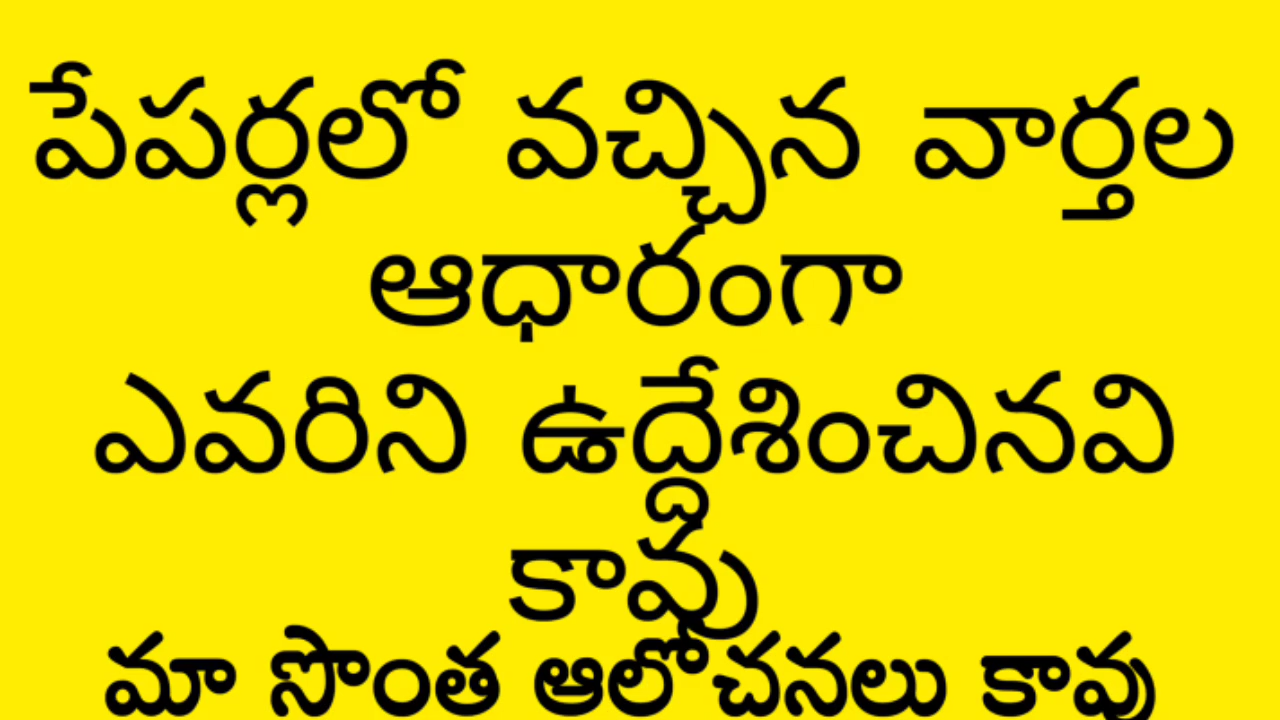 పేపర్లలో వచ్చిన వార్తల
ఆధారంగా
ఎవరిని ఉద్దేశించినవి
కావు
మా సొంత ఆలోచనలు కావు